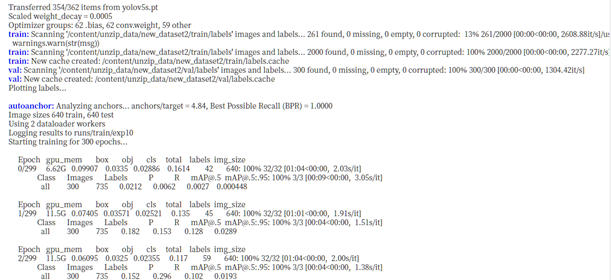 Transferred 354/362 items from yolov5s.pt
Scaled weight_decay = 0.0005
Optimizer groups: 62 .bias, 62 conv.weight, 59 other
train: Scanning '/content/unzip_data/new_dataset2/train/labels' images and labels... 261 found, 0 missing, 0 empty, 0 corrupted: 13% 261/2000 [00:00<00:00, 2608.88it/s]/us
warnings.warn(str(msg))
train: Scanning '/content/unzip_data/new_dataset2/train/labels' images and labels... 2000 found, 0 missing, 0 empty, 0 corrupted: 100% 2000/2000 [00:00<00:00, 2277.27it/s]
train: New cache created: /content/unzip_data/new_dataset2/train/labels.cache
val: Scanning '/content/unzip_data/new_dataset2/val/labels' images and labels... 300 found, 0 missing, 0 empty, 0 corrupted: 100% 300/300 [00:00<00:00, 1304.42it/s]
val: New cache created: /content/unzip_data/new_dataset2/val/labels.cache
Plotting labels...
autoanchor: Analyzing anchors... anchors/target = 4.84, Best Possible Recall (BPR) = 1.0000
Image sizes 640 train, 640 test
Using 2 dataloader workers
Logging results to runs/train/exp10
Starting training for 300 epochs...
Epoch gpu_mem box obj cls total labels img_size
0/299 6.62G 0.09907 0.0335 0.02886 0.1614 42 640: 100% 32/32 [01:04<00:00, 2.03s/it]
Class Images Labels P R mAP@.5 mAP@.5:.95: 100% 3/3 [00:09<00:00, 3.05s/it]
all 300 735 0.0212 0.0062 0.0027 0.000448
Epoch gpu_mem box obj cls total labels img_size
1/299 11.5G 0.07405 0.03571 0.02521 0.135 45 640: 100% 32/32 [01:01<00:00, 1.91s/it]
Class Images Labels P R mAP@.5 mAP@.5:.95: 100% 3/3 [00:04<00:00, 1.51s/it]
all 300 735 0.182 0.153 0.128 0.0289
Epoch gpu_mem box obj cls total labels img_size
2/299 11.5G 0.06095 0.0325 0.02355 0.117 59 640: 100% 32/32 [01:04<00:00, 2.00s/it]
Class Images Labels P R mAP@.5 mAP@.5:.95: 100% 3/3 [00:04<00:00, 1.38s/it]
all 300 735 0.152 0.296 0.102 0.0193